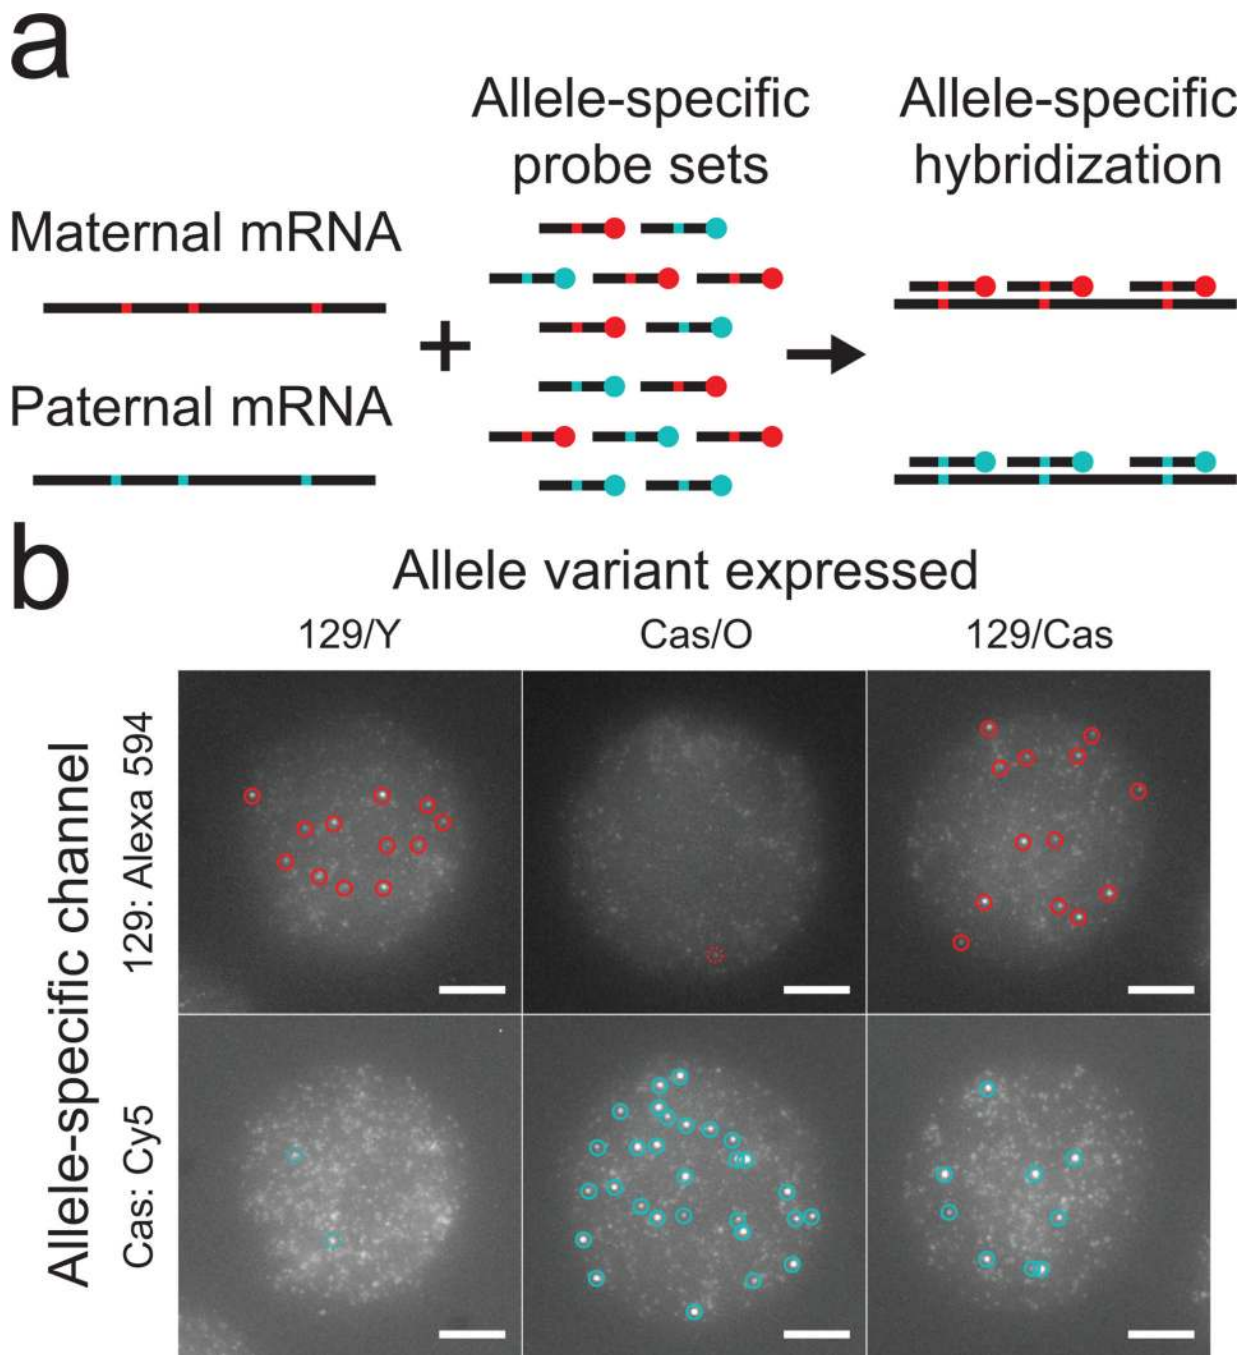 a
Allele-specific
probe sets
Allele-specific
hybridization
Maternal mRNA
+
Paternal mRNA
b
Allele variant expressed
129/Y
Cas/O
129/Cas
Allele-specific channel
129: Alexa 594
Cas: Cy5